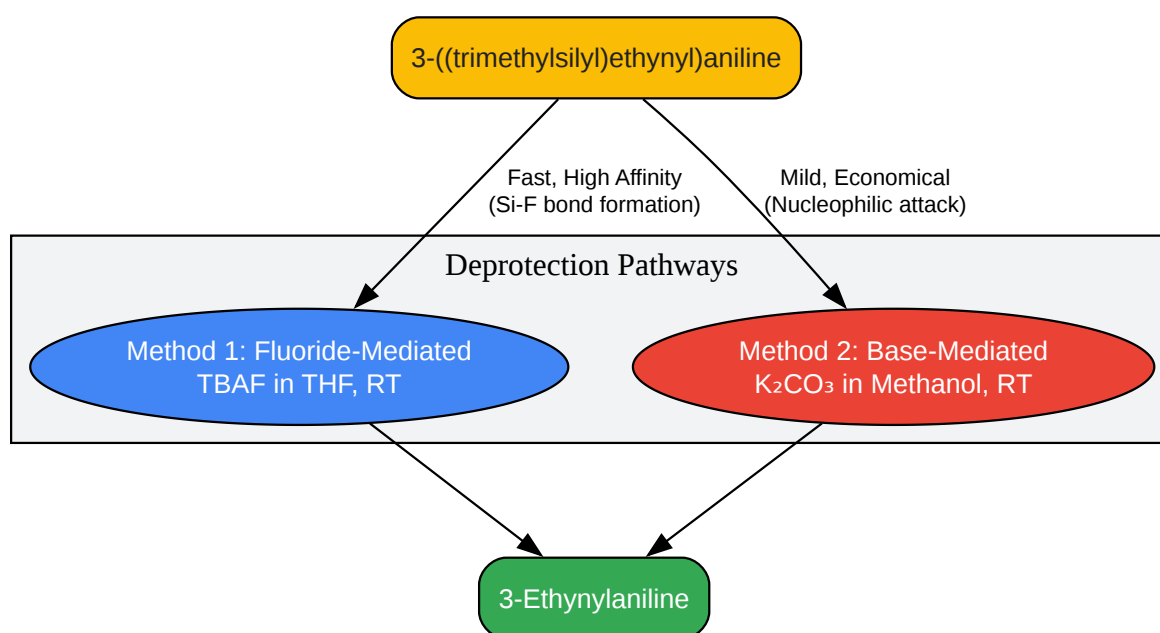 3-((trimethylsilyl)ethynyl)aniline
Fast, High Affinity
(Si-F bond formation)
Mild, Economical
(Nucleophilic attack)
Deprotection Pathways
Method 1: Fluoride-Mediated
TBAF in THF, RT
Method 2: Base-Mediated
K₂CO₃ in Methanol, RT
3-Ethynylaniline